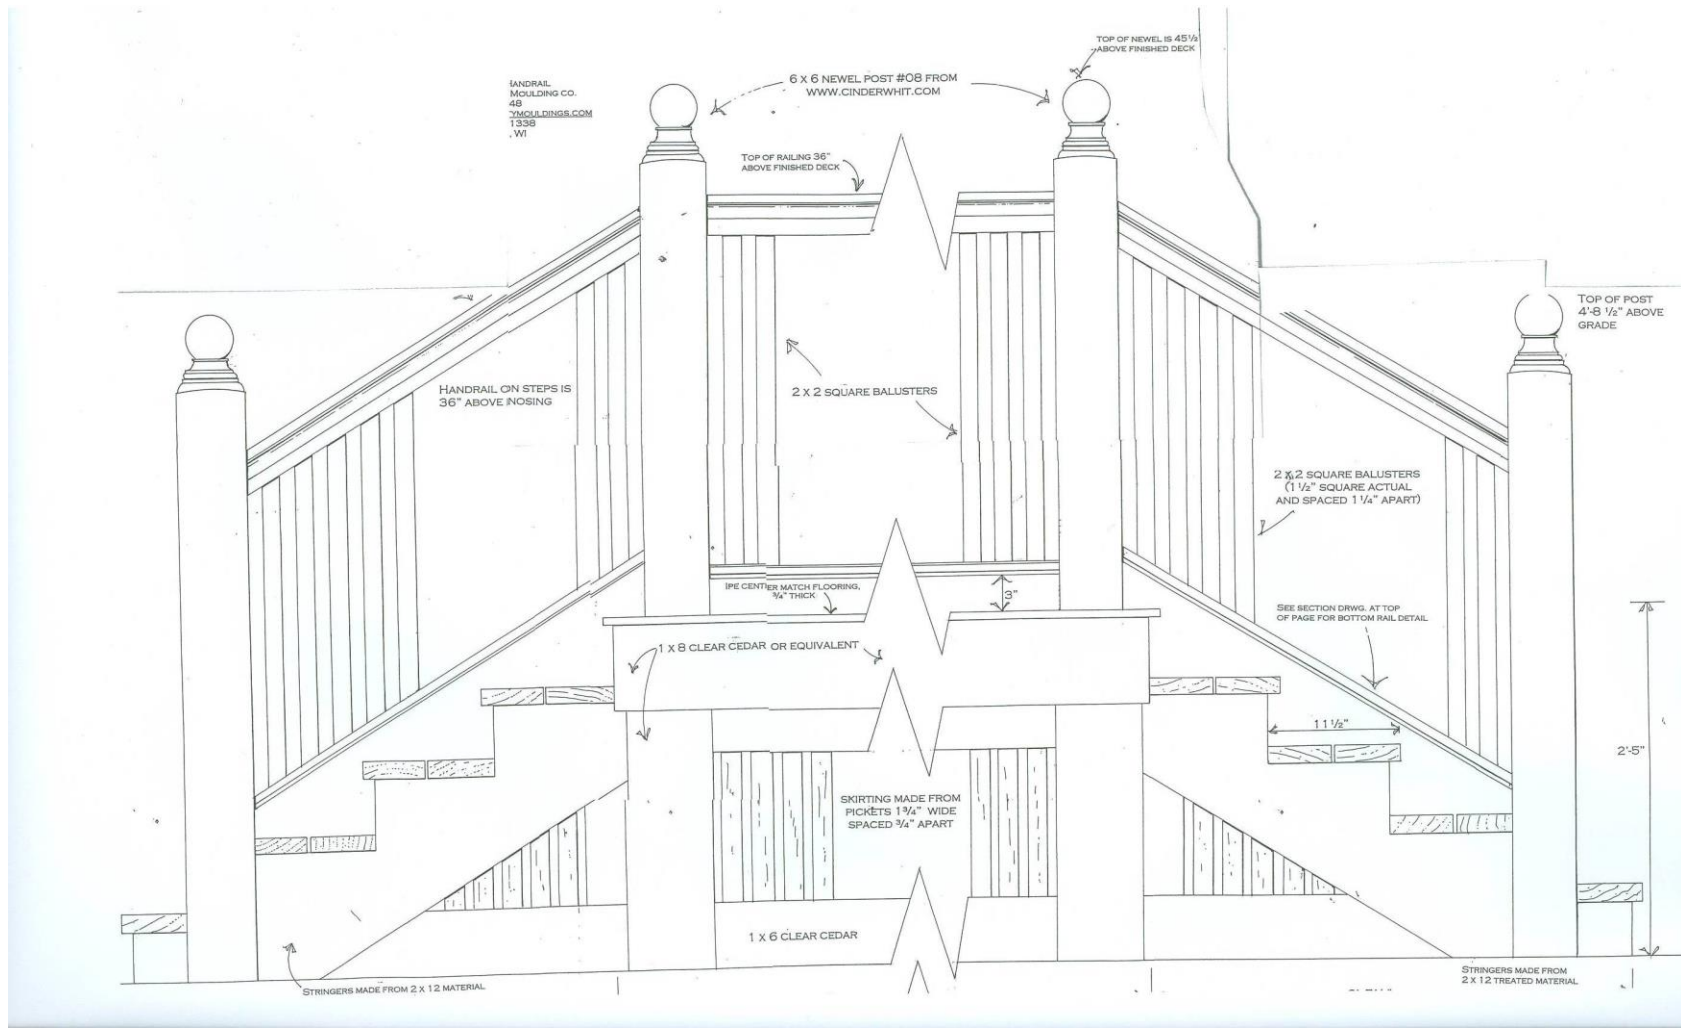 TOP OF NEWEL IS 45½
ABOVE FINISHED DECK
6 X 6 NEWEL POST #08 FROM
WWW.CINDERWHIT.COM
MOULDING CO.
48
YMOULDINGS.COM
1338
, WI
TOP OF RAILING 36"
ABOVE FINISHED DECK
TOP OF POST
4'-8 ½" ABOVE
GRADE
HANDRAIL ON STEPS IS
36" ABOVE NOSING
2 X 2 SQUARE BALUSTERS
2 X 2 SQUARE BALUSTERS
(1 ½" SQUARE ACTUAL
AND SPACED 1 ¼" APART)
IPE CENTER MATCH FLOORING,
¾" THICK
3"
SEE SECTION DRWG. AT TOP
OF PAGE FOR BOTTOM RAIL DETAIL
1 X 8 CLEAR CEDAR OR EQUIVALENT
11 ½"
2'-5"
SKIRTING MADE FROM
PICKETS 1 ¾" WIDE
SPACED ¾" APART
1 X 6 CLEAR CEDAR
STRINGERS MADE FROM 2 X 12 MATERIAL
STRINGERS MADE FROM
2 X 12 TREATED MATERIAL